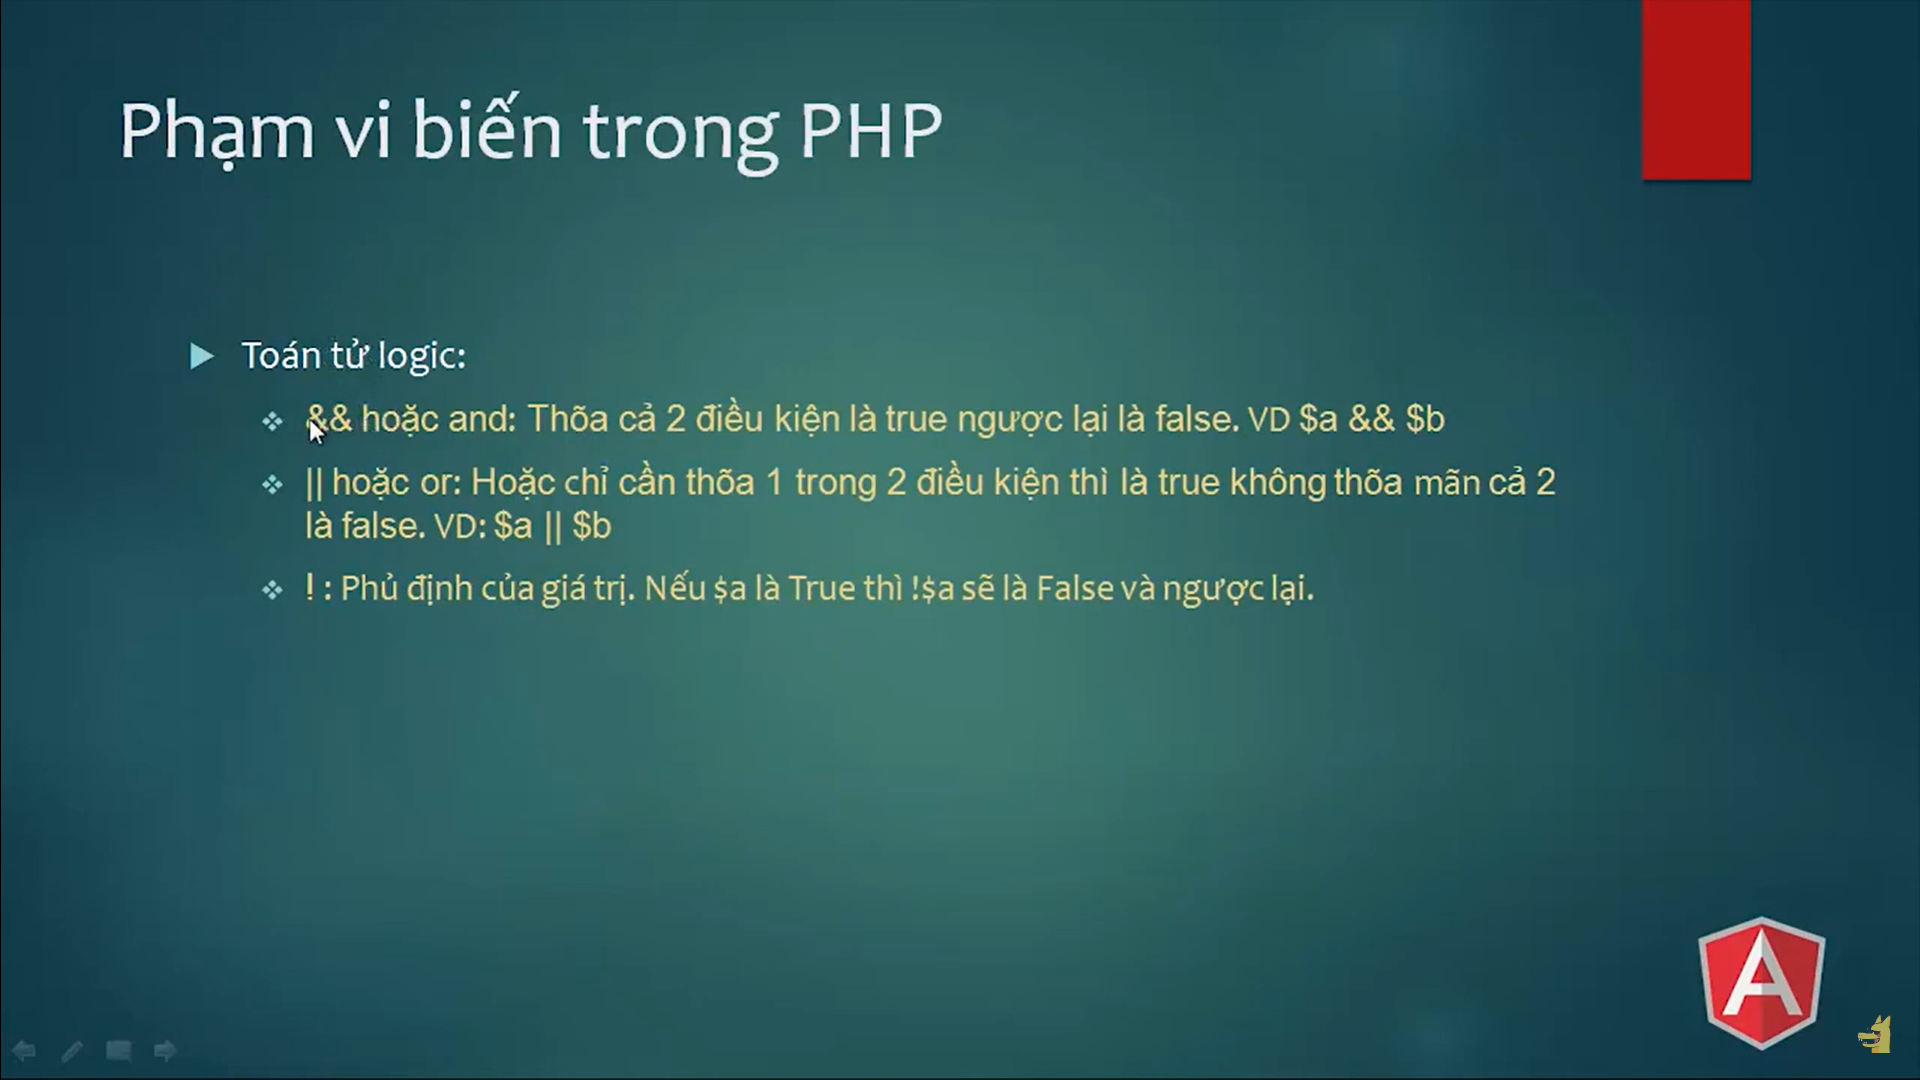 Phạm vi biến trong PHP
Toán tử logic:
&& hoặc and: Thõa cả 2 điều kiện là true ngược lại là false. VD $a && $b
|| hoặc or: Hoặc chỉ cần thõa 1 trong 2 điều kiện thì là true không thõa mãn cả 2
là false. VD: $a || $b
! : Phủ định của giá trị. Nếu $a là True thì !$a sẽ là False và ngược lại.
A